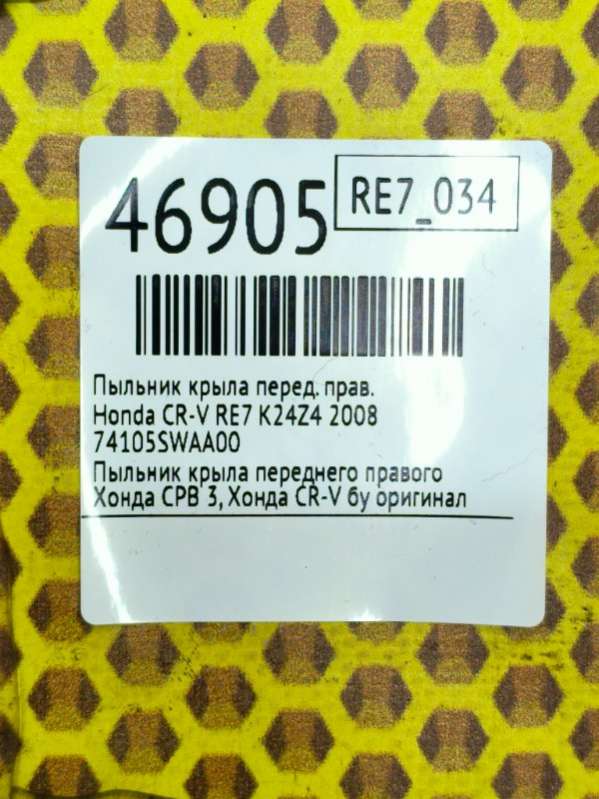 46905
RE7_034
Пыльник крыла перед. прав.
Honda CR-V RE7 K24Z4 2008
74105SWAA00
Пыльник крыла переднего правого
Хонда СРВ 3, Хонда CR-V бу оригинал